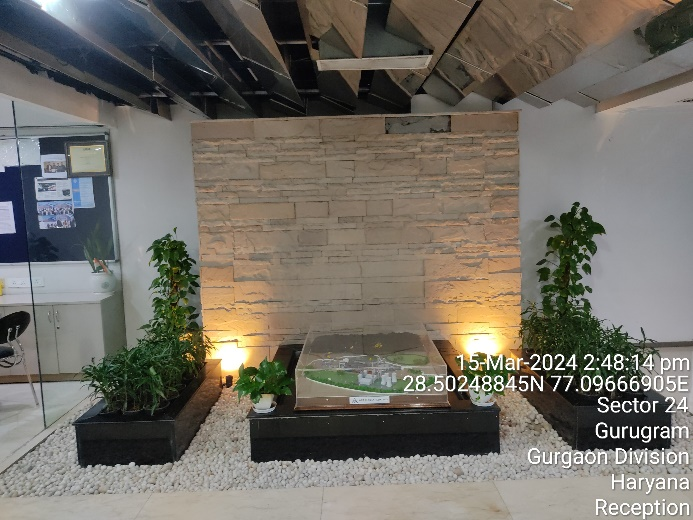 15-Mar-2024 2:48:14 pm
28.50248845N 77.09666905E
Sector 24
Gurugram
Gurgaon Division
Haryana
Reception